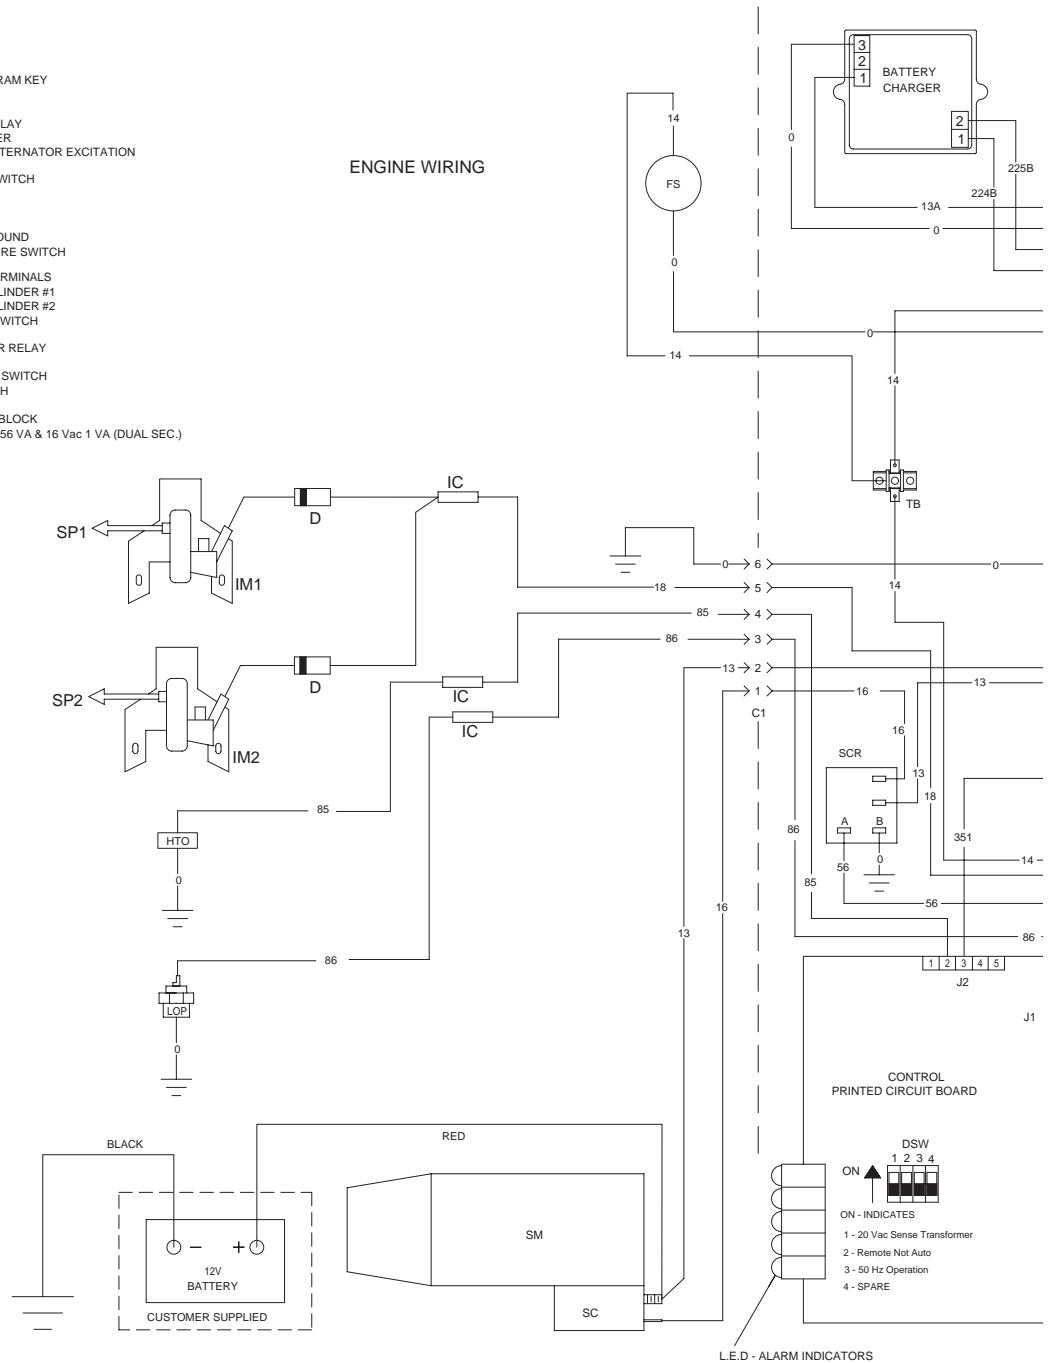 RAM KEY
LAY
ER
TERNATOR EXCITATION
WITCH
OUND
RE SWITCH
RMINALS
LINDER #1
LINDER #2
WITCH
R RELAY
SWITCH
H
BLOCK
56 VA & 16 Vac 1 VA (DUAL SEC.)
ENGINE WIRING
14
FS
0
14
0
3
2
1
BATTERY
CHARGER
2
1
0
225B
224B
13A
0
0
14
TB
14
SP1
IM1
D
IC
SP2
IM2
D
IC
IC
0
6
0
18
5
85
4
86
3
13
2
16
1
C1
13
16
SCR
13
18
A
B
0
56
351
14
56
86
85
86
85
HTO
0
86
LOP
0
13
16
1 2 3 4 5
J2
J1
CONTROL
PRINTED CIRCUIT BOARD
DSW
1 2 3 4
ON
ON - INDICATES
1 - 20 Vac Sense Transformer
2 - Remote Not Auto
3 - 50 Hz Operation
4 - SPARE
BLACK
RED
− +
12V
BATTERY
CUSTOMER SUPPLIED
SM
SC
L.E.D - ALARM INDICATORS